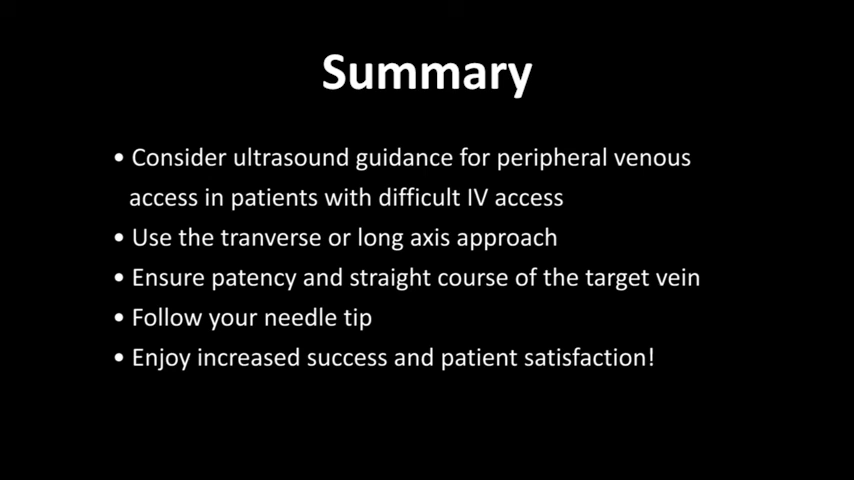 Summary
• Consider ultrasound guidance for peripheral venous
access in patients with difficult IV access
• Use the tranverse or long axis approach
• Ensure patency and straight course of the target vein
• Follow your needle tip
• Enjoy increased success and patient satisfaction!